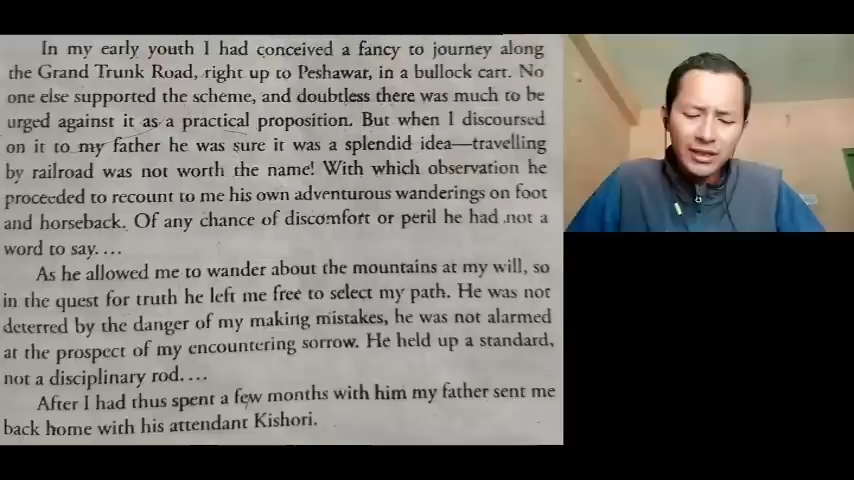 In my early youth I had conceived a fancy to journey along
the Grand Trunk Road, right up to Peshawar, in a bullock cart. No
one else supported the scheme, and doubtless there was much to be
urged against it as a practical proposition. But when I discoursed
on it to my father he was sure it was a splendid idea—travelling
by railroad was not worth the name! With which observation he
proceeded to recount to me his own adventurous wanderings on foot
and horseback. Of any chance of discomfort or peril he had not a
word to say....
As he allowed me to wander about the mountains at my will, so
in the quest for truth he left me free to select my path. He was not
deterred by the danger of my making mistakes, he was not alarmed
at the prospect of my encountering sorrow. He held up a standard,
not a disciplinary rod....
After I had thus spent a few months with him my father sent me
back home with his attendant Kishori.